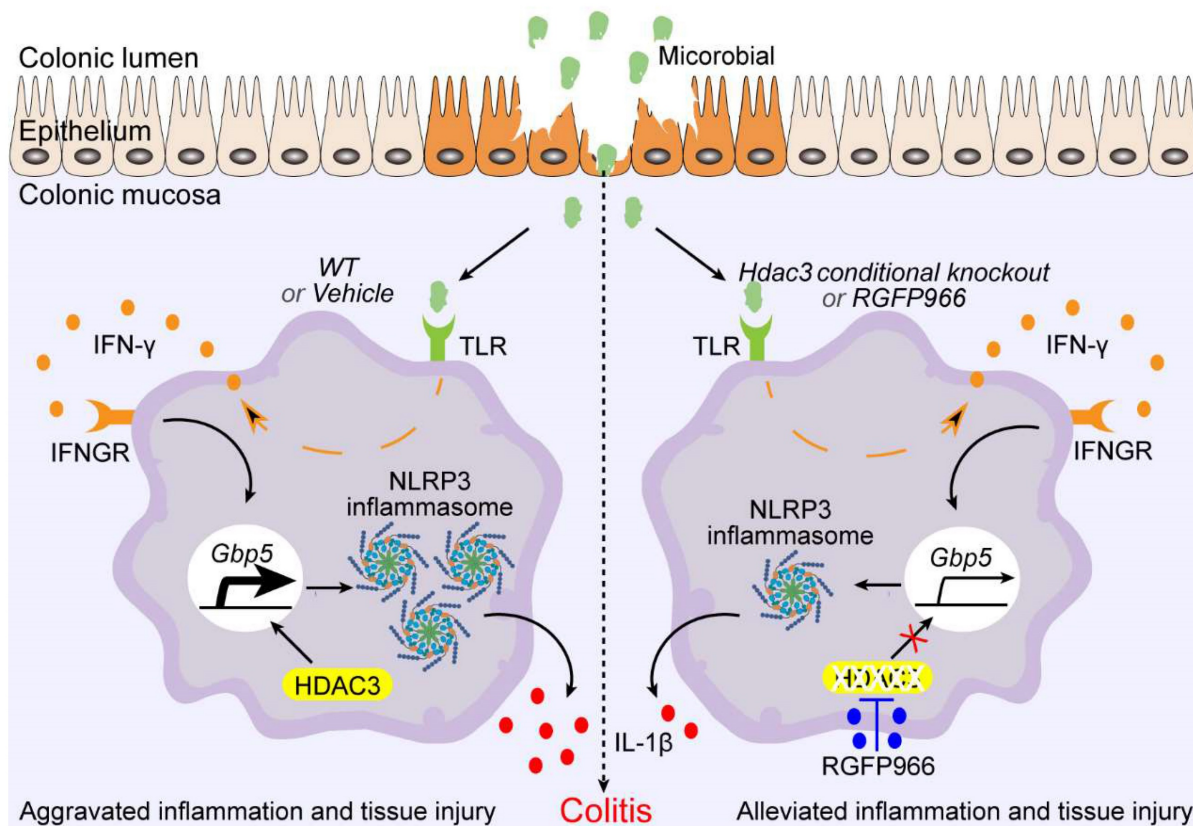 Colonic lumen
Micorobial
Epithelium
Colonic mucosa
WT
or Vehicle
Hdac3 conditional knockout
or RGFP966
IFN-γ
TLR
TLR
IFN-γ
IFNGR
IFNGR
NLRP3
inflammasome
NLRP3
inflammasome
Gbp5
Gbp5
HDAC3
XXXXX
IL-1β
RGFP966
Aggravated inflammation and tissue injury
Colitis
Alleviated inflammation and tissue injury